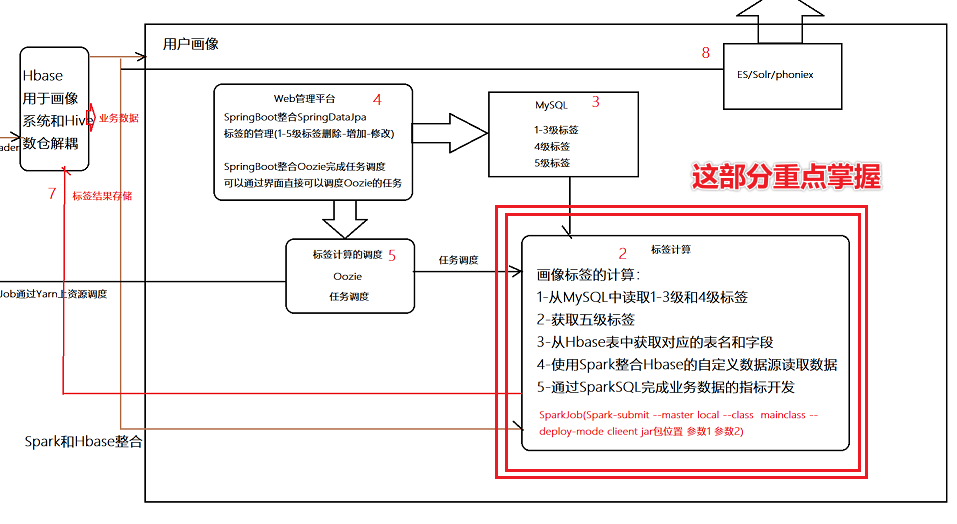 用户画像
8
ES/Solr/phoniex
Hbase
用于画像
系统和Hive
数仓解耦
业务数据
ader
7
标签结果存储
Web管理平台
4
SpringBoot整合SpringDataJpa
标签的管理(1-5级标签删除-增加-修改)
SpringBoot整合Oozie完成任务调度
可以通过界面直接可以调度Oozie的任务
MySQL
3
1-3级标签
4级标签
5级标签
这部分重点掌握
标签计算的调度
5
Oozie
任务调度
任务调度
Job通过Yarn上资源调度
2
标签计算
画像标签的计算：
1-从MySQL中读取1-3级和4级标签
2-获取五级标签
3-从Hbase表中获取对应的表名和字段
4-使用Spark整合Hbase的自定义数据源读取数据
5-通过SparkSQL完成业务数据的指标开发
SparkJob(Spark-submit --master local --class  mainclass --
deploy-mode clieent jar包位置 参数1 参数2)
Spark和Hbase整合